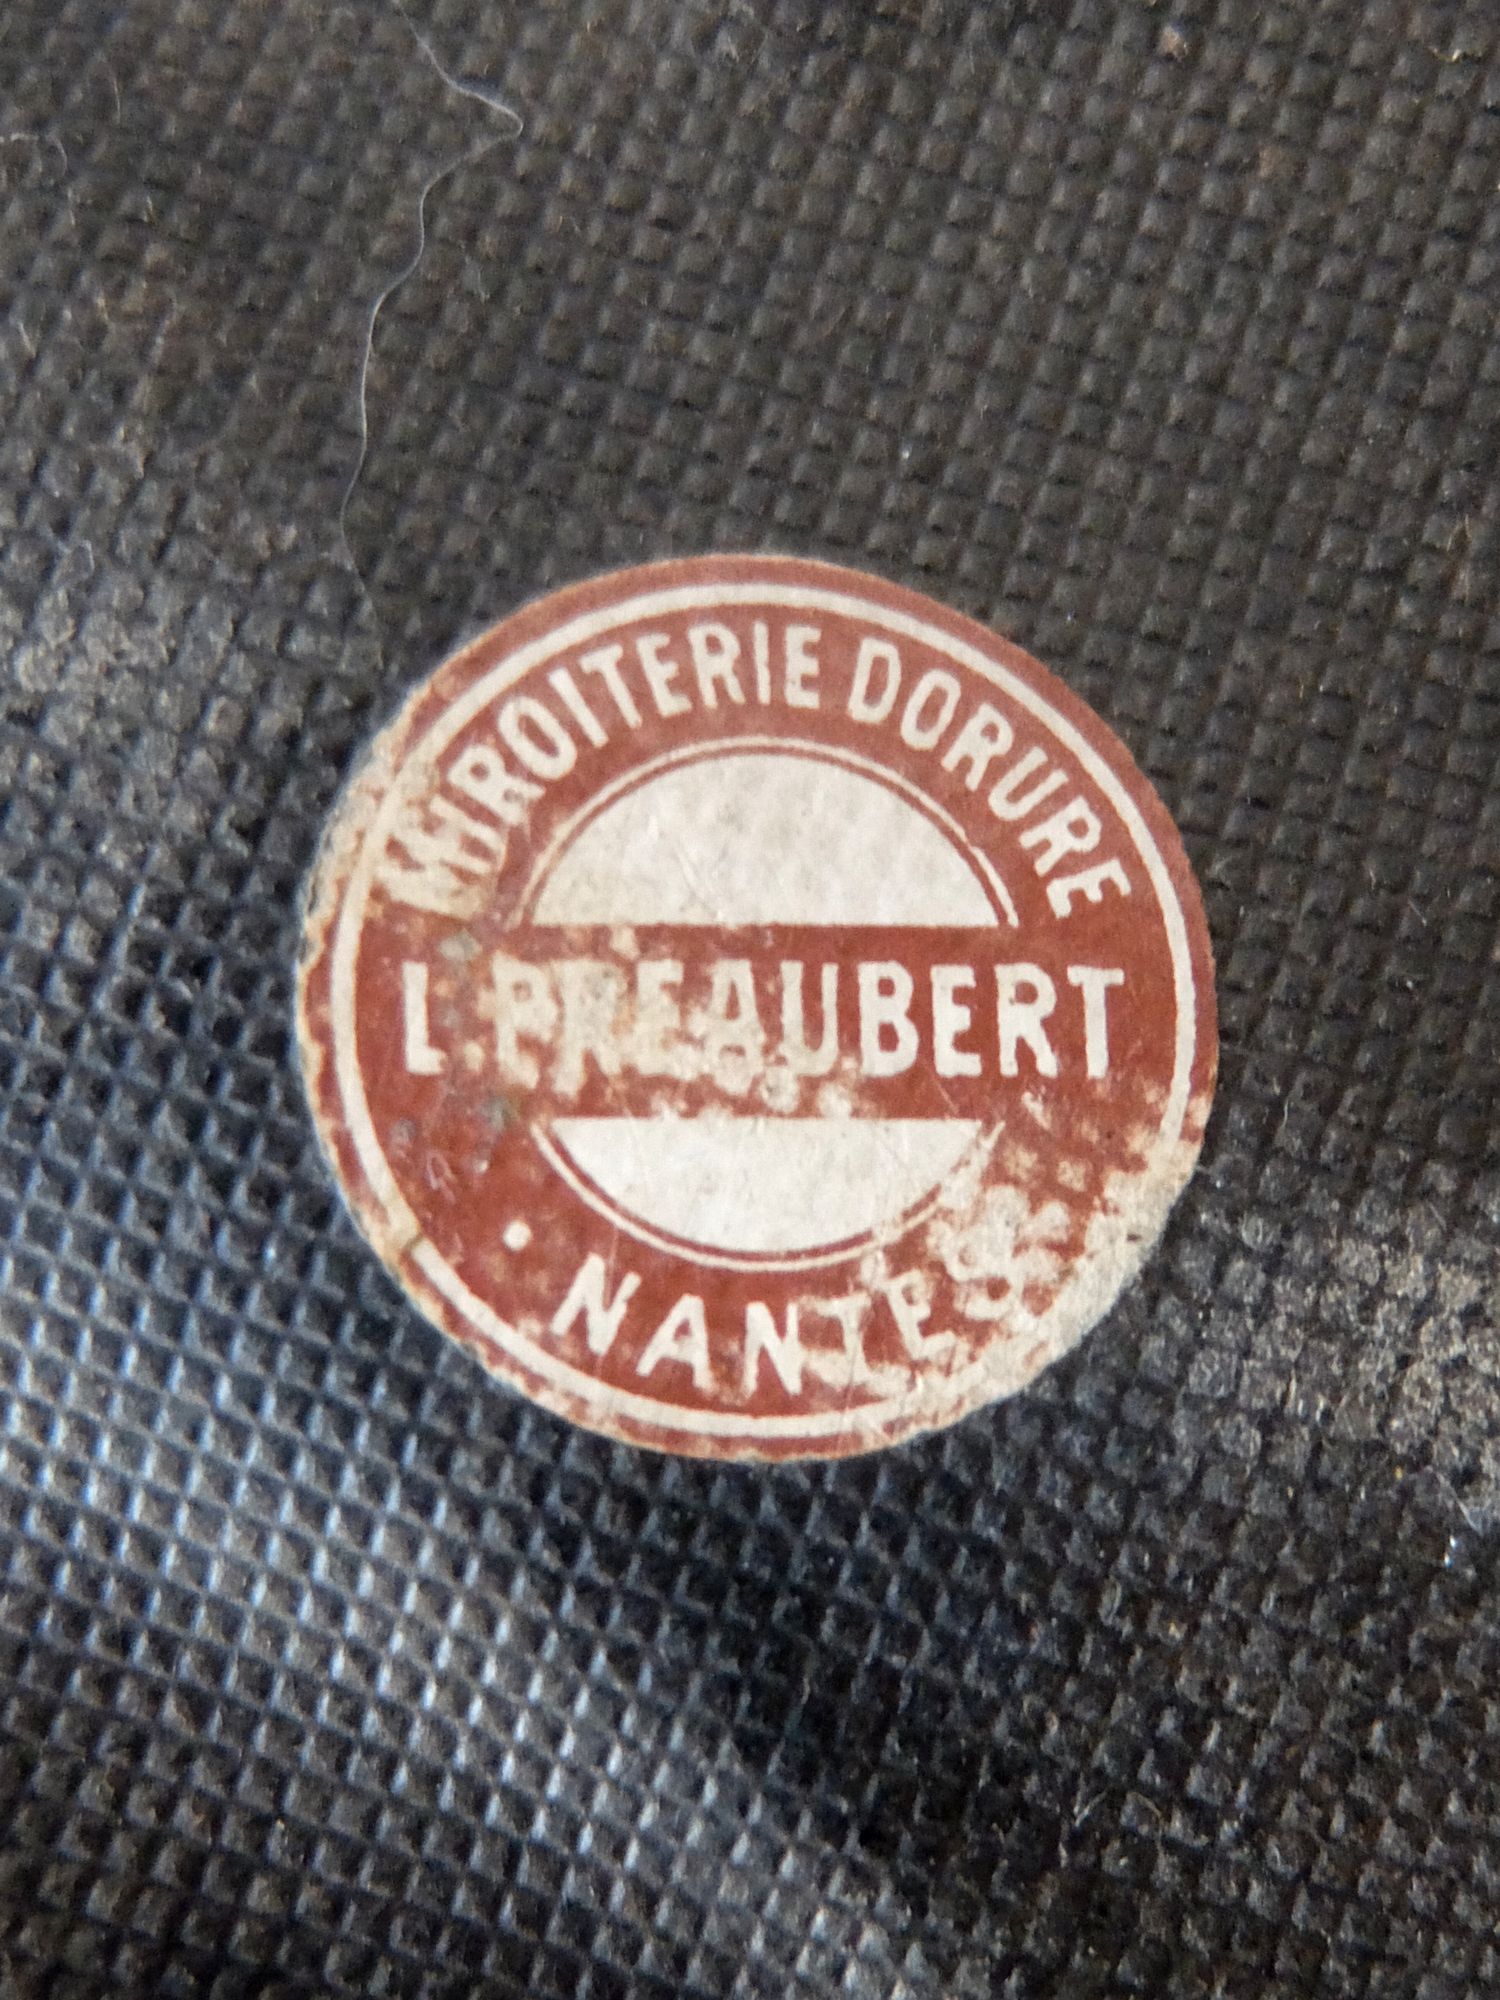 MIROITERIE DORURE
L. PREAUBERT
• NANTES